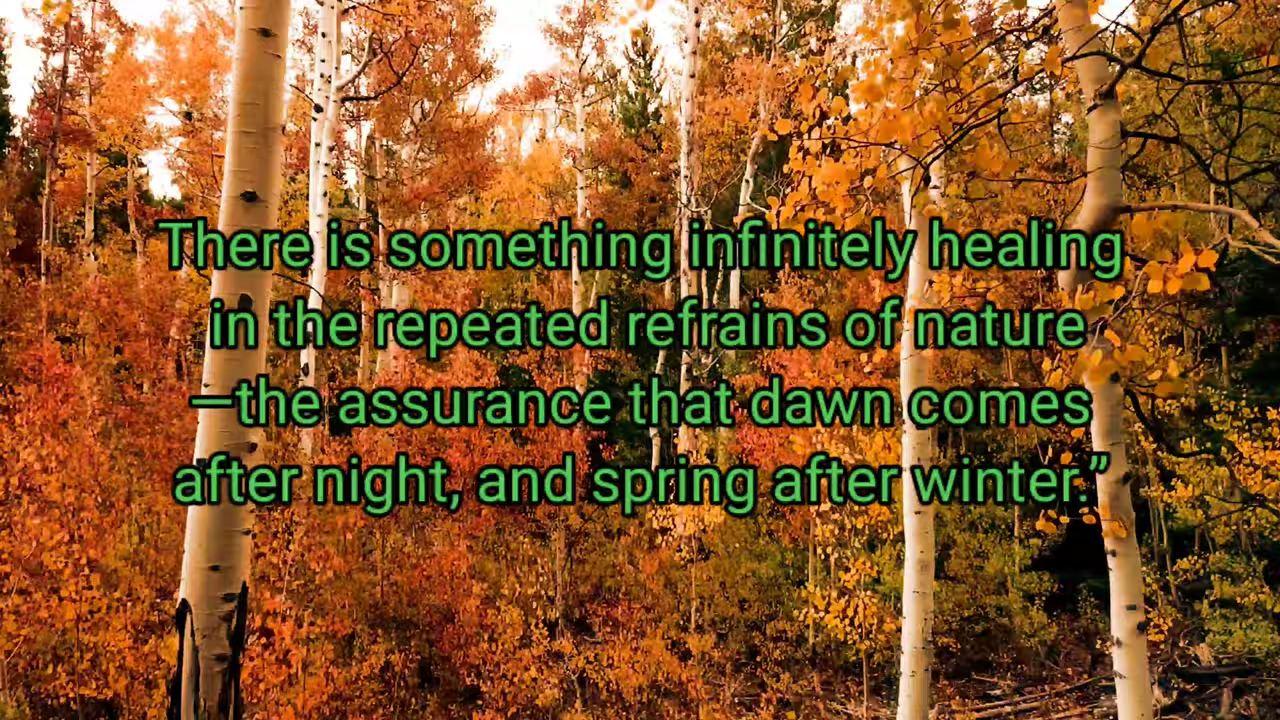 There is something infinitely healing
in the repeated refrains of nature
—the assurance that dawn comes
after night, and spring after winter.”